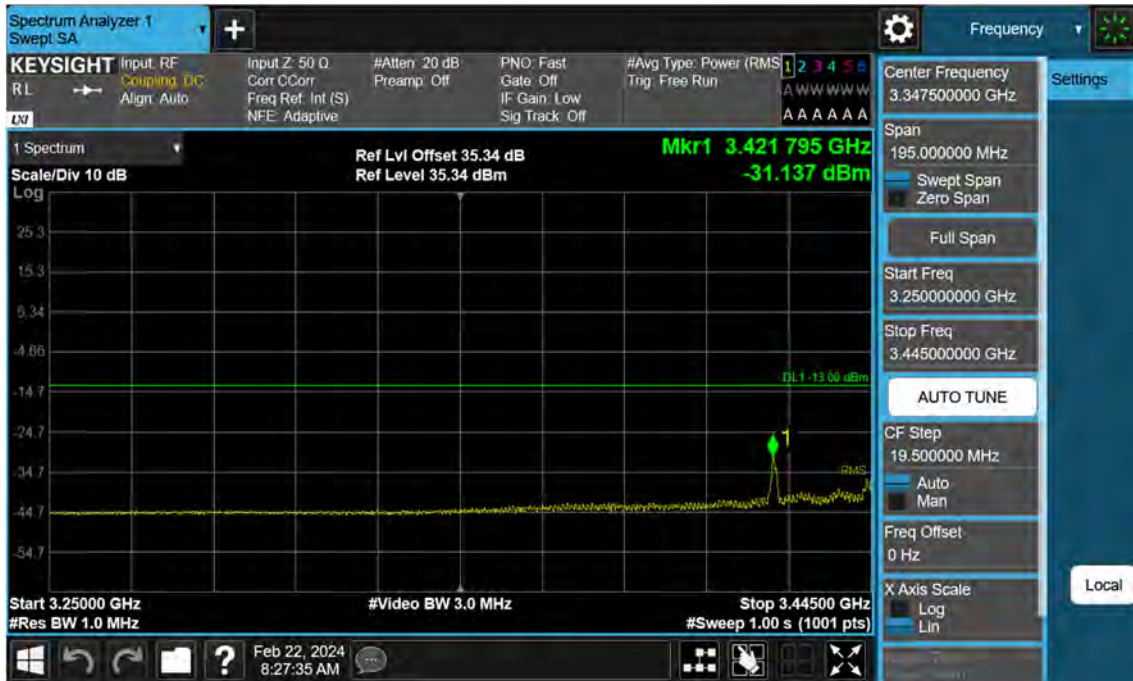 Spectrum Analyzer 1
Swept SA
Frequency
KEYSIGHT
RL
LXI
Input: RF
Coupling: DC
Align: Auto
Input Z: 50 Ω
Corr CCorr
Freq Ref: Int (S)
NFE: Adaptive
#Atten: 20 dB
Preamp: Off
PNO: Fast
Gate: Off
IF Gain: Low
Sig Track: Off
#Avg Type: Power (RMS
Trig: Free Run
1 2 3 4 5 6
A W W W W W
A A A A A A
1 Spectrum
Scale/Div 10 dB
Ref Lvl Offset 35.34 dB
Ref Level 35.34 dBm
Mkr1 3.421 795 GHz
-31.137 dBm
Log
25.3
15.3
5.34
-4.66
-14.7
-24.7
-34.7
-44.7
-54.7
DL1 -13.00 dBm
1
RMS
Start 3.25000 GHz
#Res BW 1.0 MHz
#Video BW 3.0 MHz
Stop 3.44500 GHz
#Sweep 1.00 s (1001 pts)
Feb 22, 2024
8:27:35 AM
Center Frequency
3.347500000 GHz
Span
195.000000 MHz
Swept Span
Zero Span
Full Span
Start Freq
3.250000000 GHz
Stop Freq
3.445000000 GHz
AUTO TUNE
CF Step
19.500000 MHz
Auto
Man
Freq Offset
0 Hz
X Axis Scale
Log
Lin
Settings
Local